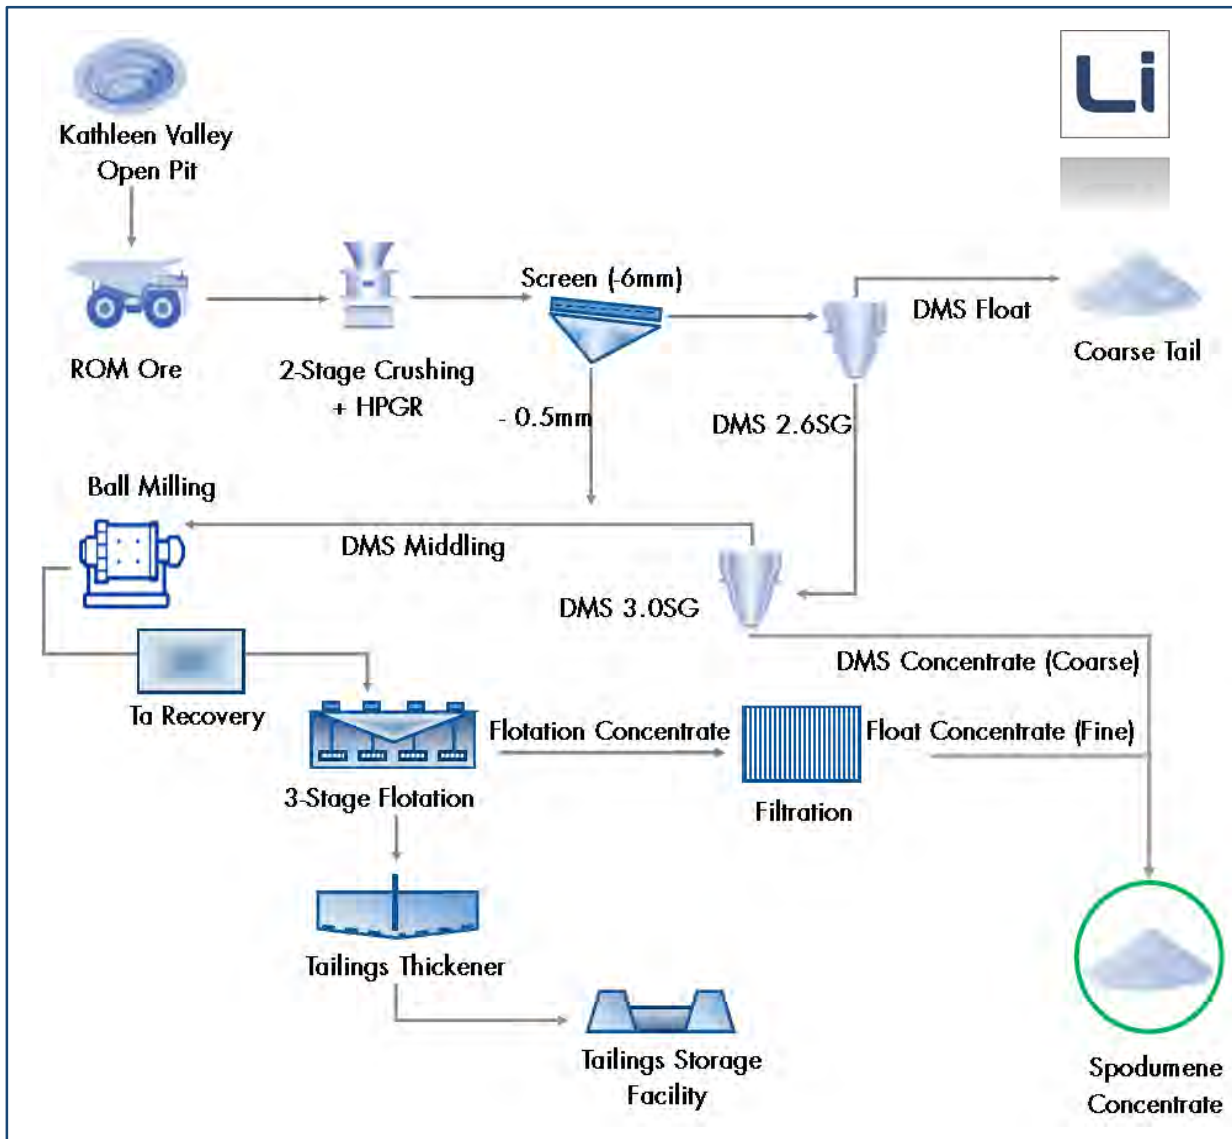 Li
Kathleen Valley
Open Pit
Screen (-6mm)
DMS Float
ROM Ore
2-Stage Crushing
+ HPGR
Coarse Tail
- 0.5mm
DMS 2.6SG
Ball Milling
DMS Middling
DMS 3.0SG
DMS Concentrate (Coarse)
Ta Recovery
Flotation Concentrate
Float Concentrate (Fine)
3-Stage Flotation
Filtration
Tailings Thickener
Tailings Storage
Facility
Spodumene
Concentrate